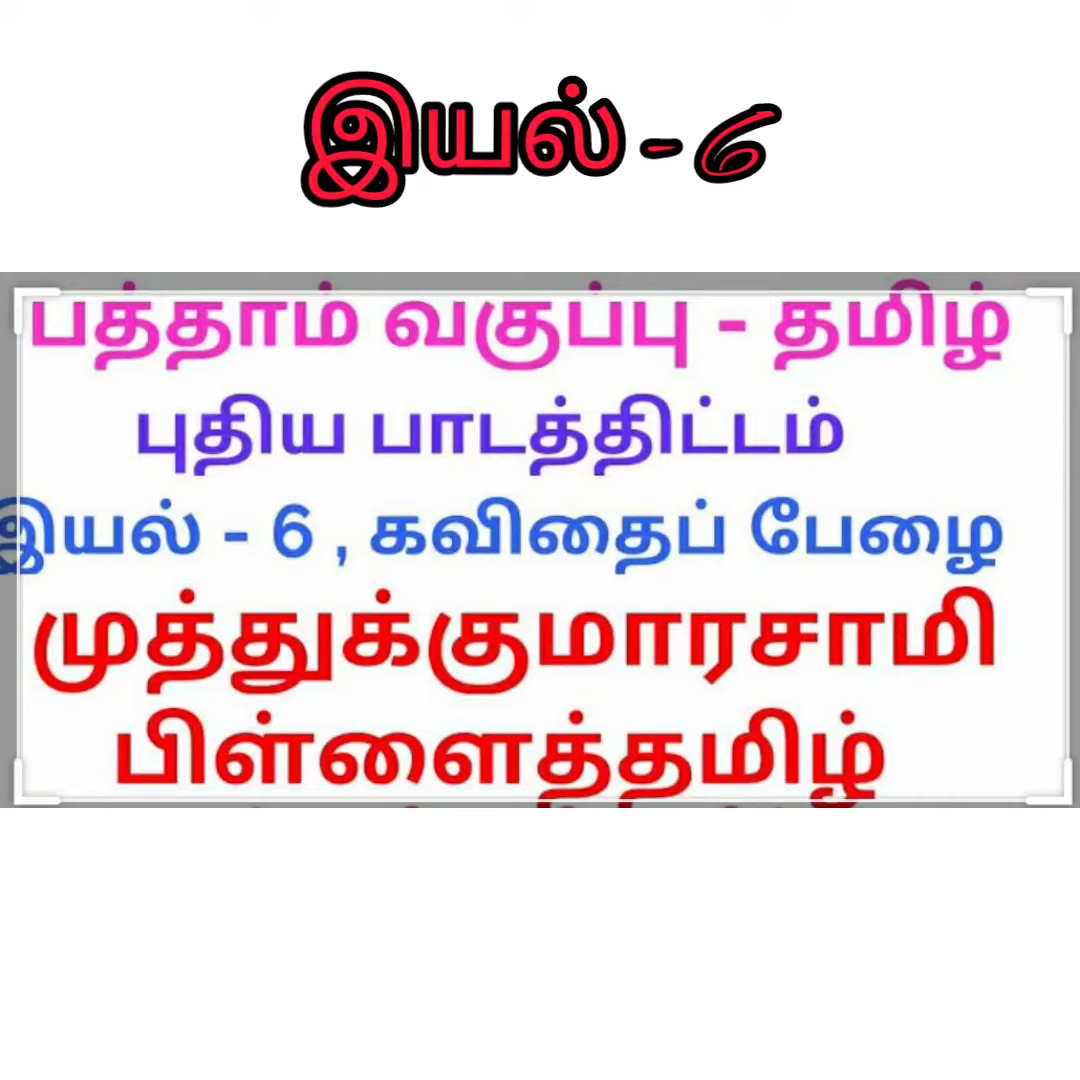 இயல் - 6
பத்தாம் வகுப்பு - தமிழ்
புதிய பாடத்திட்டம்
இயல் - 6 , கவிதைப் பேழை
முத்துக்குமாரசாமி
பிள்ளைத்தமிழ்